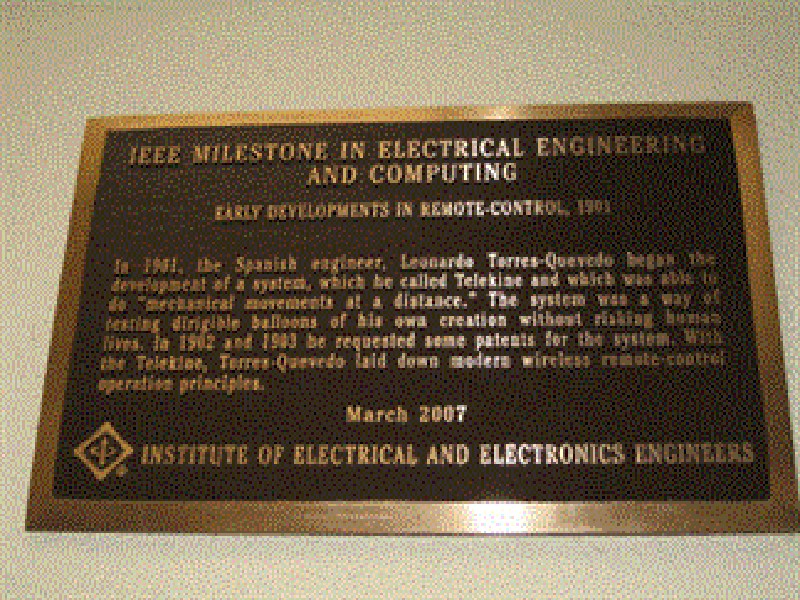 IEEE MILESTONE IN ELECTRICAL ENGINEERING
AND COMPUTING
EARLY DEVELOPMENTS IN REMOTE-CONTROL, 1901
In 1901, the Spanish engineer, Leonardo Torres-Quevedo began the
development of a system, which he called Telekine and which was able to
do "mechanical movements at a distance." The system was a way of
testing dirigible balloons of his own creation without risking human
lives. In 1902 and 1903 he requested some patents for the system. With
the Telekine, Torres-Quevedo laid down modern wireless remote-control
operation principles.
March 2007
INSTITUTE OF ELECTRICAL AND ELECTRONICS ENGINEERS